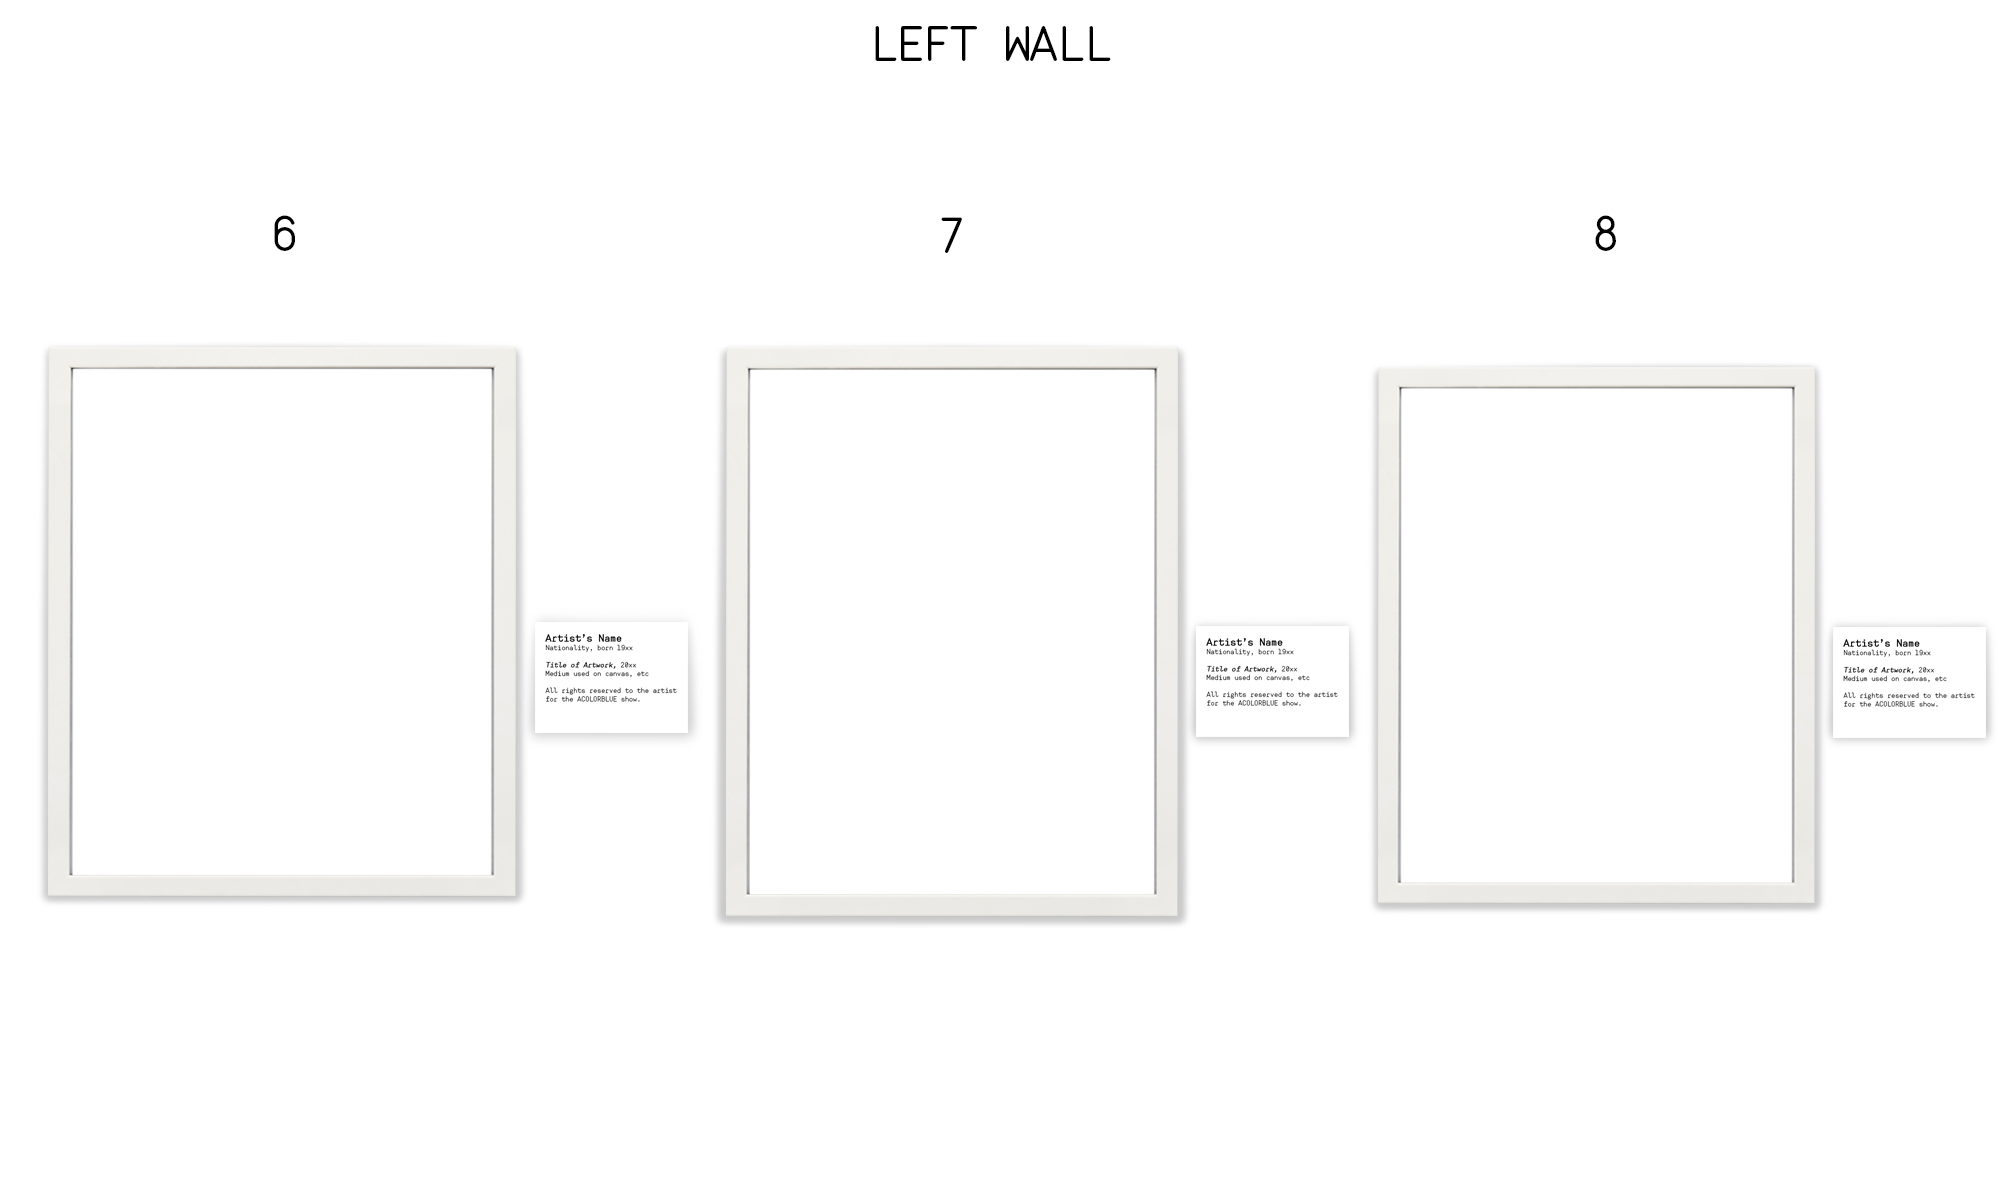 LEFT WALL
6
7
8
Artist's Name
Nationality, born 19xx
Title of Artwork, 20xx
Medium used on canvas, etc
All rights reserved to the artist
for the ACOLORBLUE show.
Artist's Name
Nationality, born 19xx
Title of Artwork, 20xx
Medium used on canvas, etc
All rights reserved to the artist
for the ACOLORBLUE show.
Artist's Name
Nationality, born 19xx
Title of Artwork, 20xx
Medium used on canvas, etc
All rights reserved to the artist
for the ACOLORBLUE show.